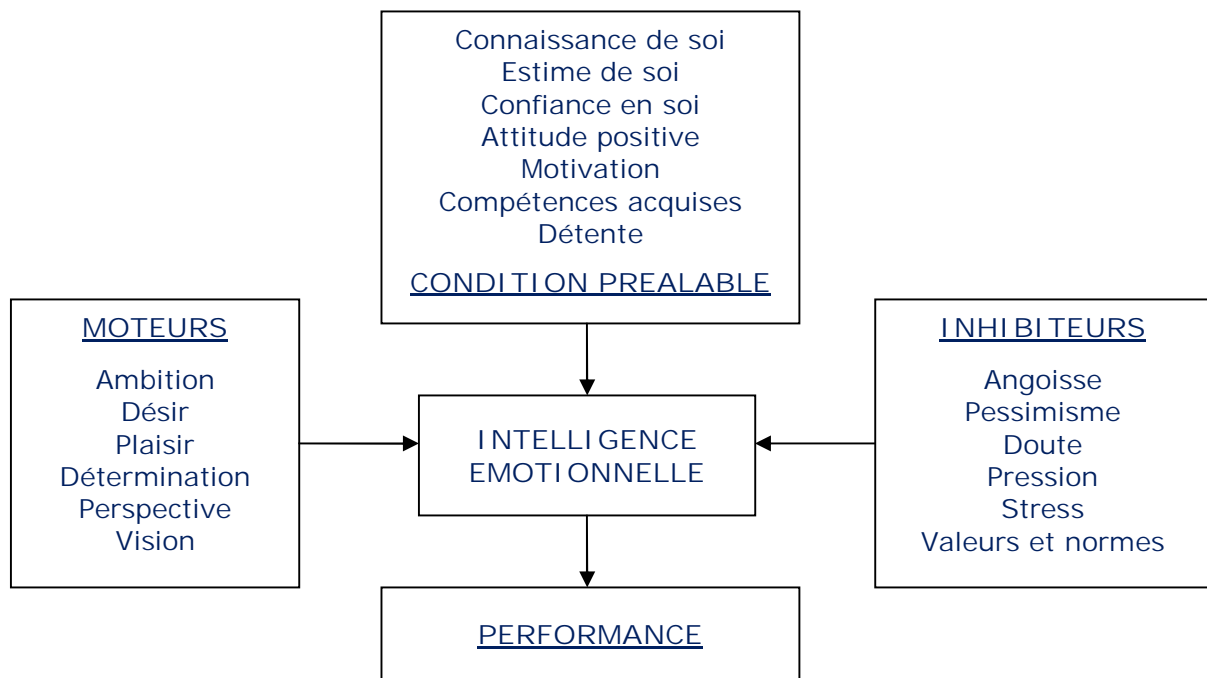 Connaissance de soi
Estime de soi
Confiance en soi
Attitude positive
Motivation
Compétences acquises
Détente
CONDITION PREALABLE
MOTEURS
Ambition
Désir
Plaisir
Détermination
Perspective
Vision
INTELLIGENCE
EMOTIONNELLE
INHIBITEURS
Angoisse
Pessimisme
Doute
Pression
Stress
Valeurs et normes
PERFORMANCE